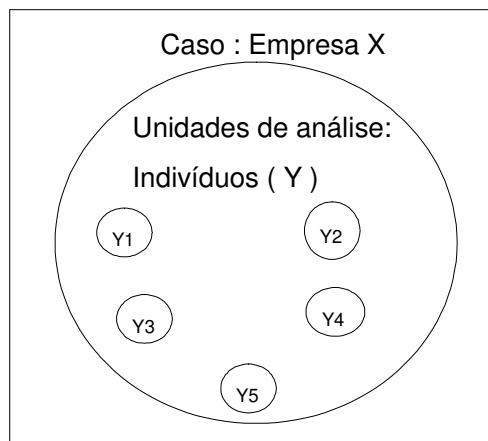 Caso : Empresa X
Unidades de análise:
Indivíduos ( Y )
Y1
Y2
Y3
Y4
Y5